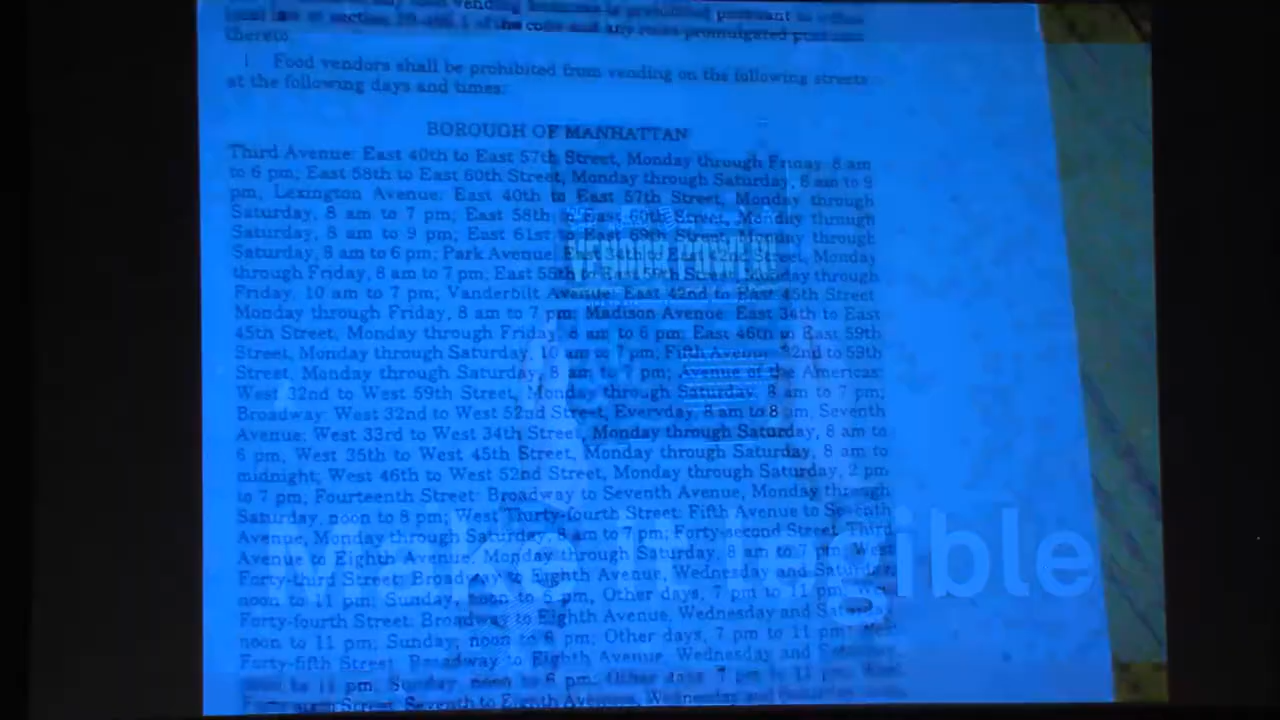 thereto.
1. Food vendors shall be prohibited from vending on the following streets
at the following days and times:
BOROUGH OF MANHATTAN
Third Avenue: East 40th to East 57th Street, Monday through Friday, 8 am
to 6 pm; East 58th to East 60th Street, Monday through Saturday, 8 am to 9
pm, Lexington Avenue: East 40th to East 57th Street, Monday through
Saturday, 8 am to 7 pm; East 58th to East 60th Street, Monday through
Saturday, 8 am to 9 pm; East 61st to East 69th Street, Monday through
Saturday, 8 am to 6 pm; Park Avenue: East 34th to East 42nd Street, Monday
through Friday, 8 am to 7 pm; East 55th to East 59th Street, Monday through
Friday, 10 am to 7 pm; Vanderbilt Avenue: East 42nd to East 45th Street
Monday through Friday, 8 am to 7 pm; Madison Avenue: East 34th to East
45th Street, Monday through Friday, 8 am to 6 pm; East 46th to East 59th
Street, Monday through Saturday, 10 am to 7 pm; Fifth Avenue: 32nd to 59th
Street, Monday through Saturday, 8 am to 7 pm; Avenue of the Americas:
West 32nd to West 59th Street, Monday through Saturday, 8 am to 7 pm;
Broadway: West 32nd to West 52nd Street, Everyday, 8 am to 8 pm, Seventh
Avenue: West 33rd to West 34th Street, Monday through Saturday, 8 am to
6 pm, West 35th to West 45th Street, Monday through Saturday, 8 am to
midnight; West 46th to West 52nd Street, Monday through Saturday, 2 pm
to 7 pm; Fourteenth Street: Broadway to Seventh Avenue, Monday through
Saturday, noon to 8 pm; West Thirty-fourth Street: Fifth Avenue to Seventh
Avenue, Monday through Saturday, 8 am to 7 pm; Forty-second Street: Third
Avenue to Eighth Avenue, Monday through Saturday, 8 am to 7 pm; West
Forty-third Street: Broadway to Eighth Avenue, Wednesday and Saturday,
noon to 11 pm; Sunday, noon to 6 pm, Other days, 7 pm to 11 pm; West
Forty-fourth Street: Broadway to Eighth Avenue, Wednesday and Saturday
noon to 11 pm; Sunday, noon to 6 pm; Other days, 7 pm to 11 pm; West
Forty-fifth Street, Broadway to Eighth Avenue, Wednesday and Saturday
noon to 11 pm, Sunday, noon to 6 pm; Other days 7 pm to 11 pm, West
Street: Seventh to Eighth Avenues, Wednesday and
legible
VENDOR POWER!